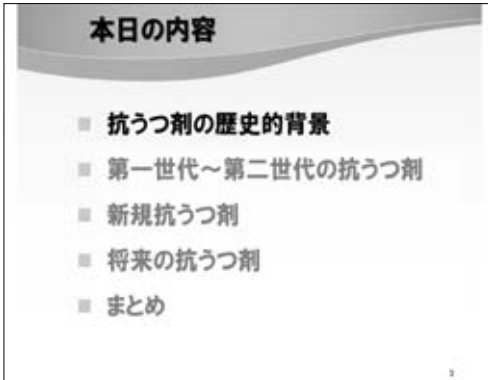 本日の内容
抗うつ剤の歴史的背景
第一世代～第二世代の抗うつ剤
新規抗うつ剤
将来の抗うつ剤
まとめ
3